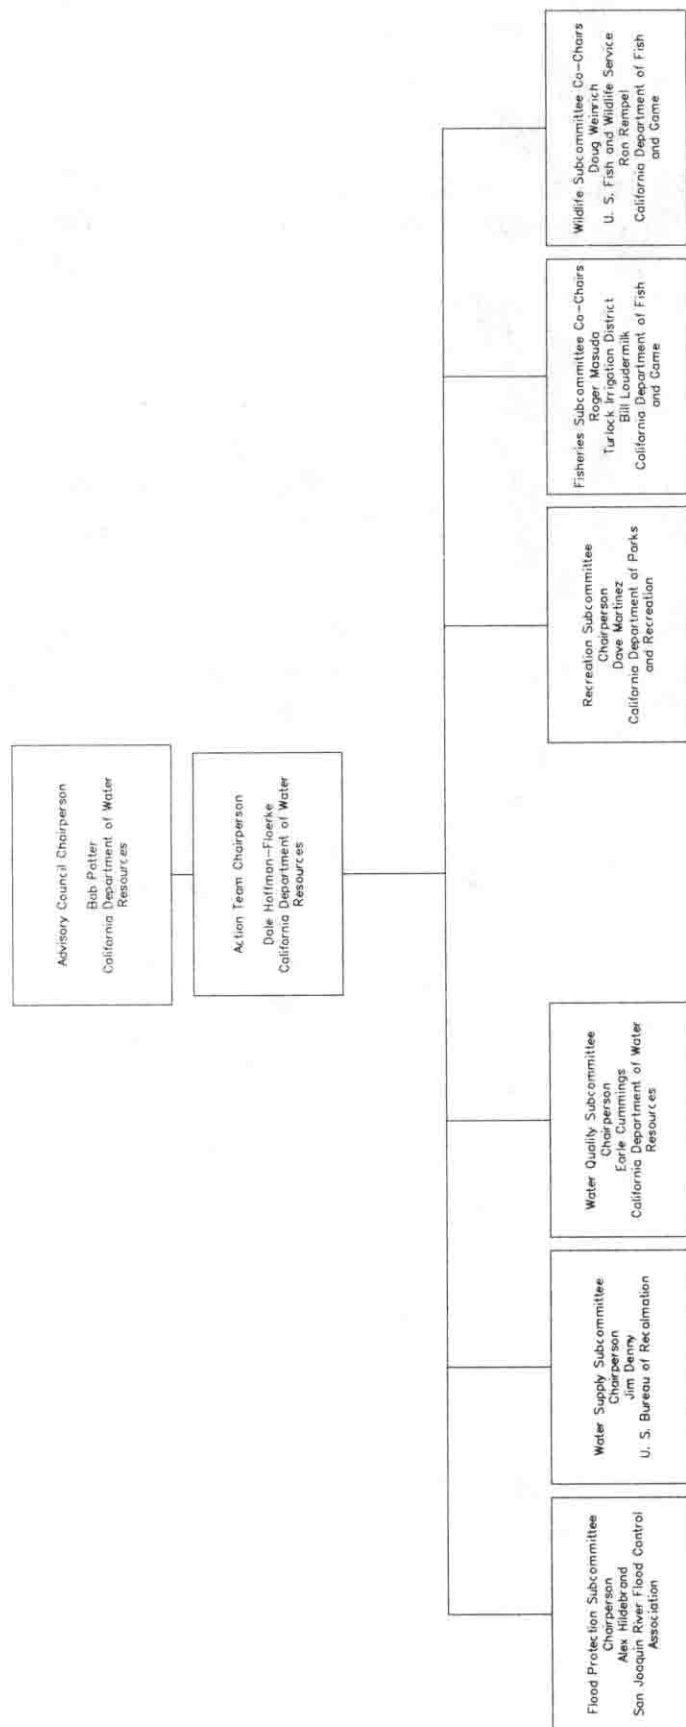 Advisory Council Chairperson
Bob Potter
California Department of Water
Resources
Action Team Chairperson
Dale Hoffman-Floerke
California Department of Water
Resources
Flood Protection Subcommittee
Chairperson
Alex Hildebrand
San Joaquin River Flood Control
Association
Water Supply Subcommittee
Chairperson
Jim Denny
U. S. Bureau of Recalmation
Water Quality Subcommittee
Chairperson
Earle Cummings
California Department of Water
Resources
Recreation Subcommittee
Chairperson
Dave Martinez
California Department of Parks
and Recreation
Fisheries Subcommittee Co-Chairs
Roger Masuda
Turlock Irrigation District
Bill Loudermilk
California Department of Fish
and Game
Wildlife Subcommittee Co-Chairs
Doug Weinrich
U. S. Fish and Wildlife Service
Ron Rempel
California Department of Fish
and Game